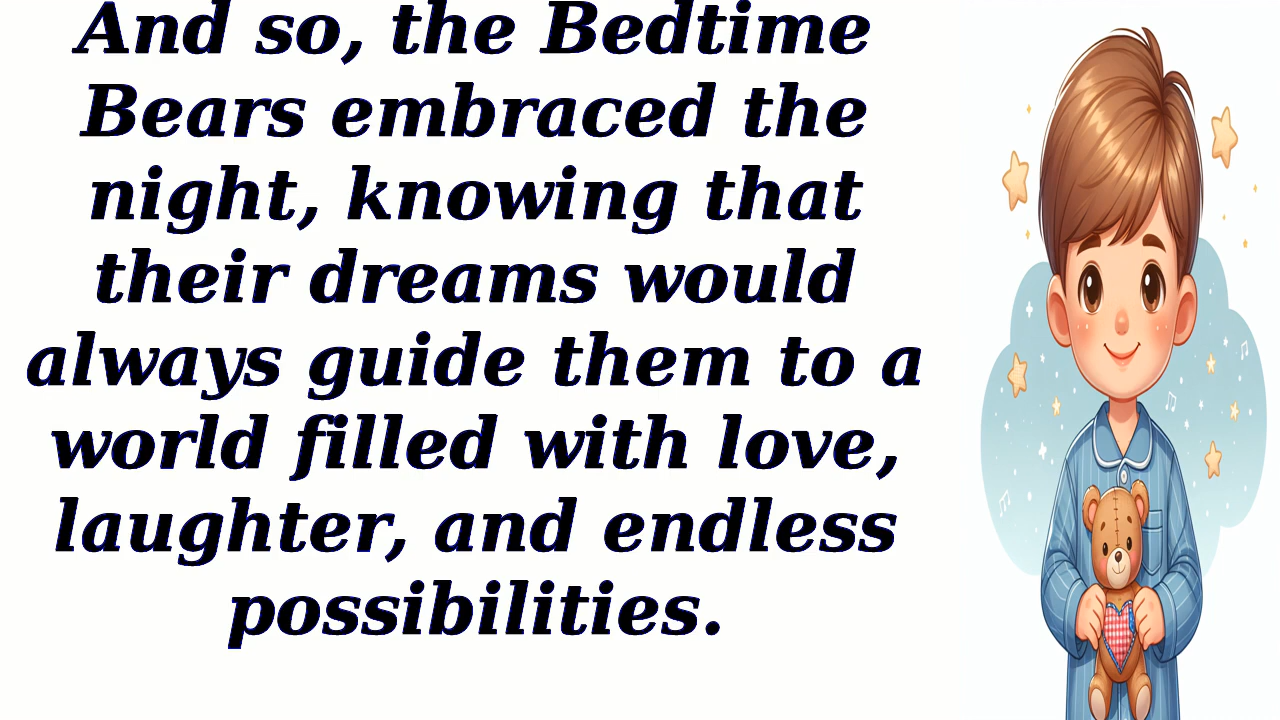 And so, the Bedtime
Bears embraced the
night, knowing that
their dreams would
always guide them to a
world filled with love,
laughter, and endless
possibilities.